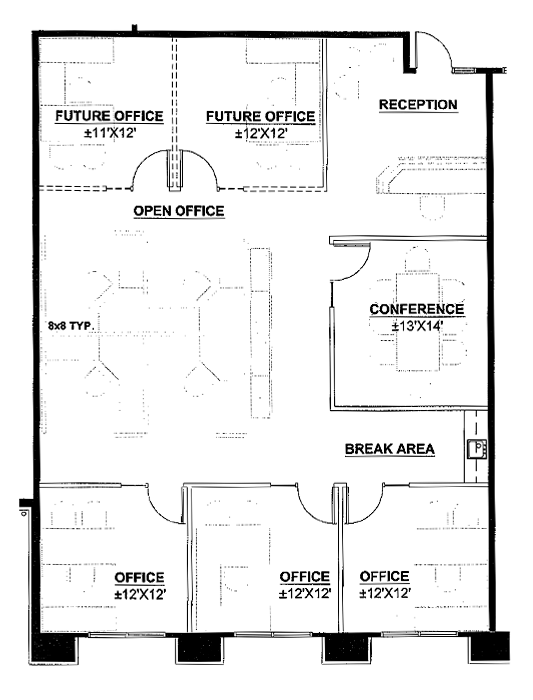 RECEPTION
FUTURE OFFICE
±11'X12'
FUTURE OFFICE
±12'X12'
OPEN OFFICE
CONFERENCE
±13'X14'
8x8 TYP.
BREAK AREA
OFFICE
±12'X12'
OFFICE
±12'X12'
OFFICE
±12'X12'